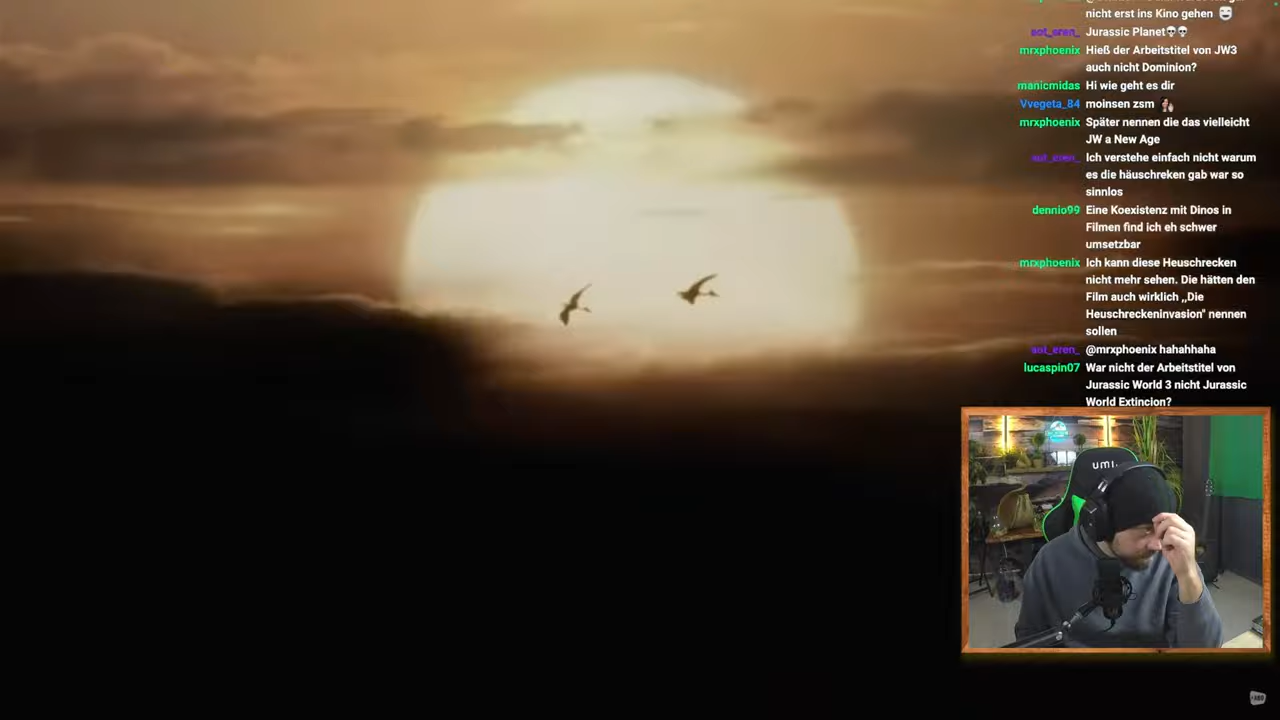 nicht erst ins Kino gehen
aot_eren_ Jurassic Planet💀💀
mrxphoenix Hieß der Arbeitstitel von JW3
auch nicht Dominion?
manicmidas Hi wie geht es dir
Vvegeta_84 moinsen zsm
mrxphoenix Später nennen die das vielleicht
JW a New Age
aot_eren_ Ich verstehe einfach nicht warum
es die häuschreken gab war so
sinnlos
dennio99 Eine Koexistenz mit Dinos in
Filmen find ich eh schwer
umsetzbar
mrxphoenix Ich kann diese Heuschrecken
nicht mehr sehen. Die hätten den
Film auch wirklich ,,Die
Heuschreckeninvasion" nennen
sollen
aot_eren_ @mrxphoenix hahahhaha
lucaspin07 War nicht der Arbeitstitel von
Jurassic World 3 nicht Jurassic
World Extincion?
umi.